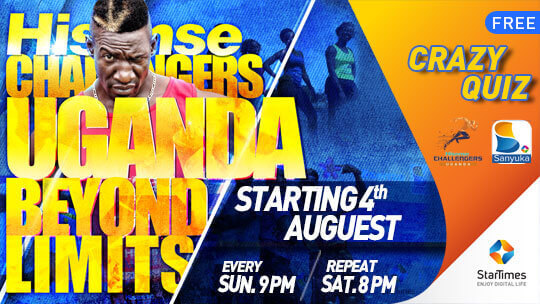 Hisense
CHALLENGERS
UGANDA
BEYOND
LIMITS
STARTING 4th
AUGUEST
EVERY
SUN. 9PM
REPEAT
SAT. 8PM
FREE
CRAZY
QUIZ
CHALLENGERS
UGANDA
Sanyuka
StarTimes
ENJOY DIGITAL LIFE